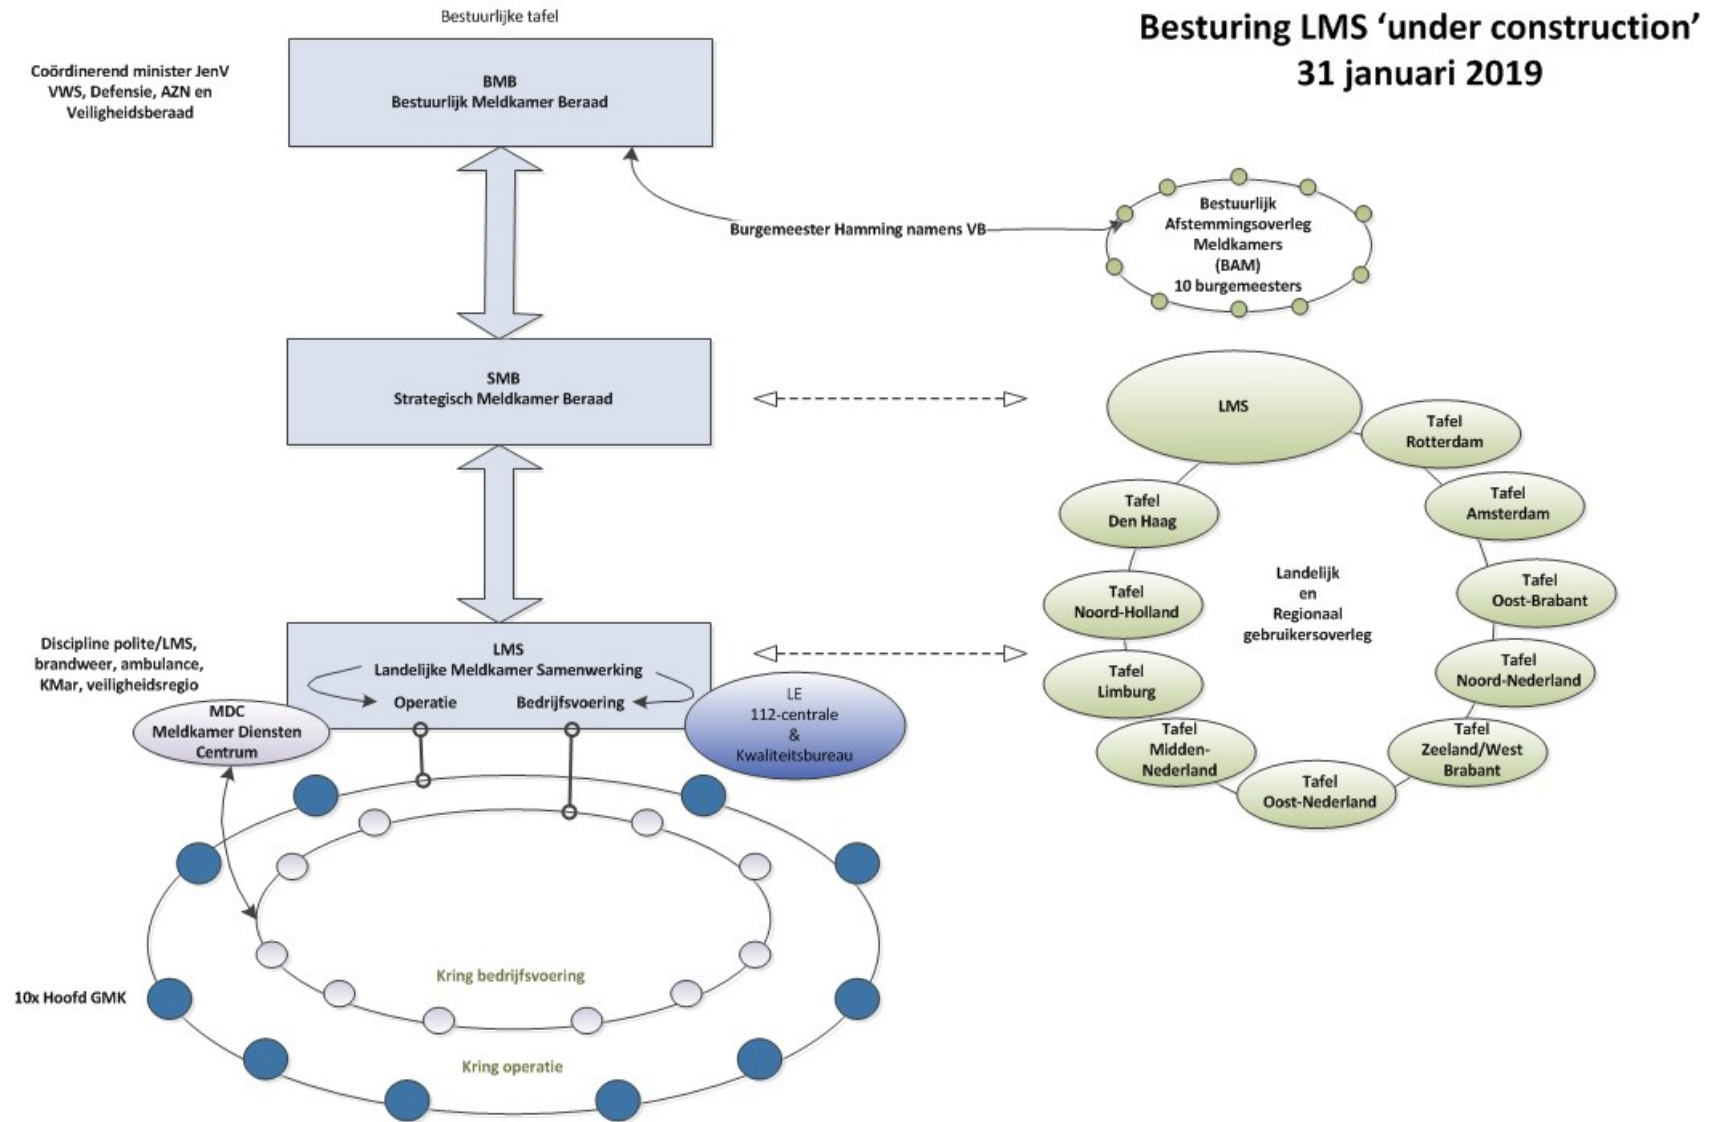 Bestuurlijke tafel
Besturing LMS ‘under construction’
31 januari 2019
Coördinerend minister JenV
VWS, Defensie, AZN en
Veiligheidsberaad
BMB
Bestuurlijk Meldkamer Beraad
Burgemeester Hamming namens VB
Bestuurlijk
Afstemmingsoverleg
Meldkamers
(BAM)
10 burgemeesters
SMB
Strategisch Meldkamer Beraad
LMS
Tafel
Rotterdam
Tafel
Amsterdam
Tafel
Oost-Brabant
Tafel
Noord-Nederland
Tafel
Zeeland/West
Brabant
Tafel
Oost-Nederland
Tafel
Midden-
Nederland
Tafel
Limburg
Tafel
Noord-Holland
Tafel
Den Haag
Landelijk
en
Regionaal
gebruikersoverleg
Discipline politie/LMS,
brandweer, ambulance,
KMar, veiligheidsregio
LMS
Landelijke Meldkamer Samenwerking
Operatie
Bedrijfsvoering
MDC
Meldkamer Diensten
Centrum
LE
112-centrale
&
Kwaliteitsbureau
10x Hoofd GMK
Kring bedrijfsvoering
Kring operatie